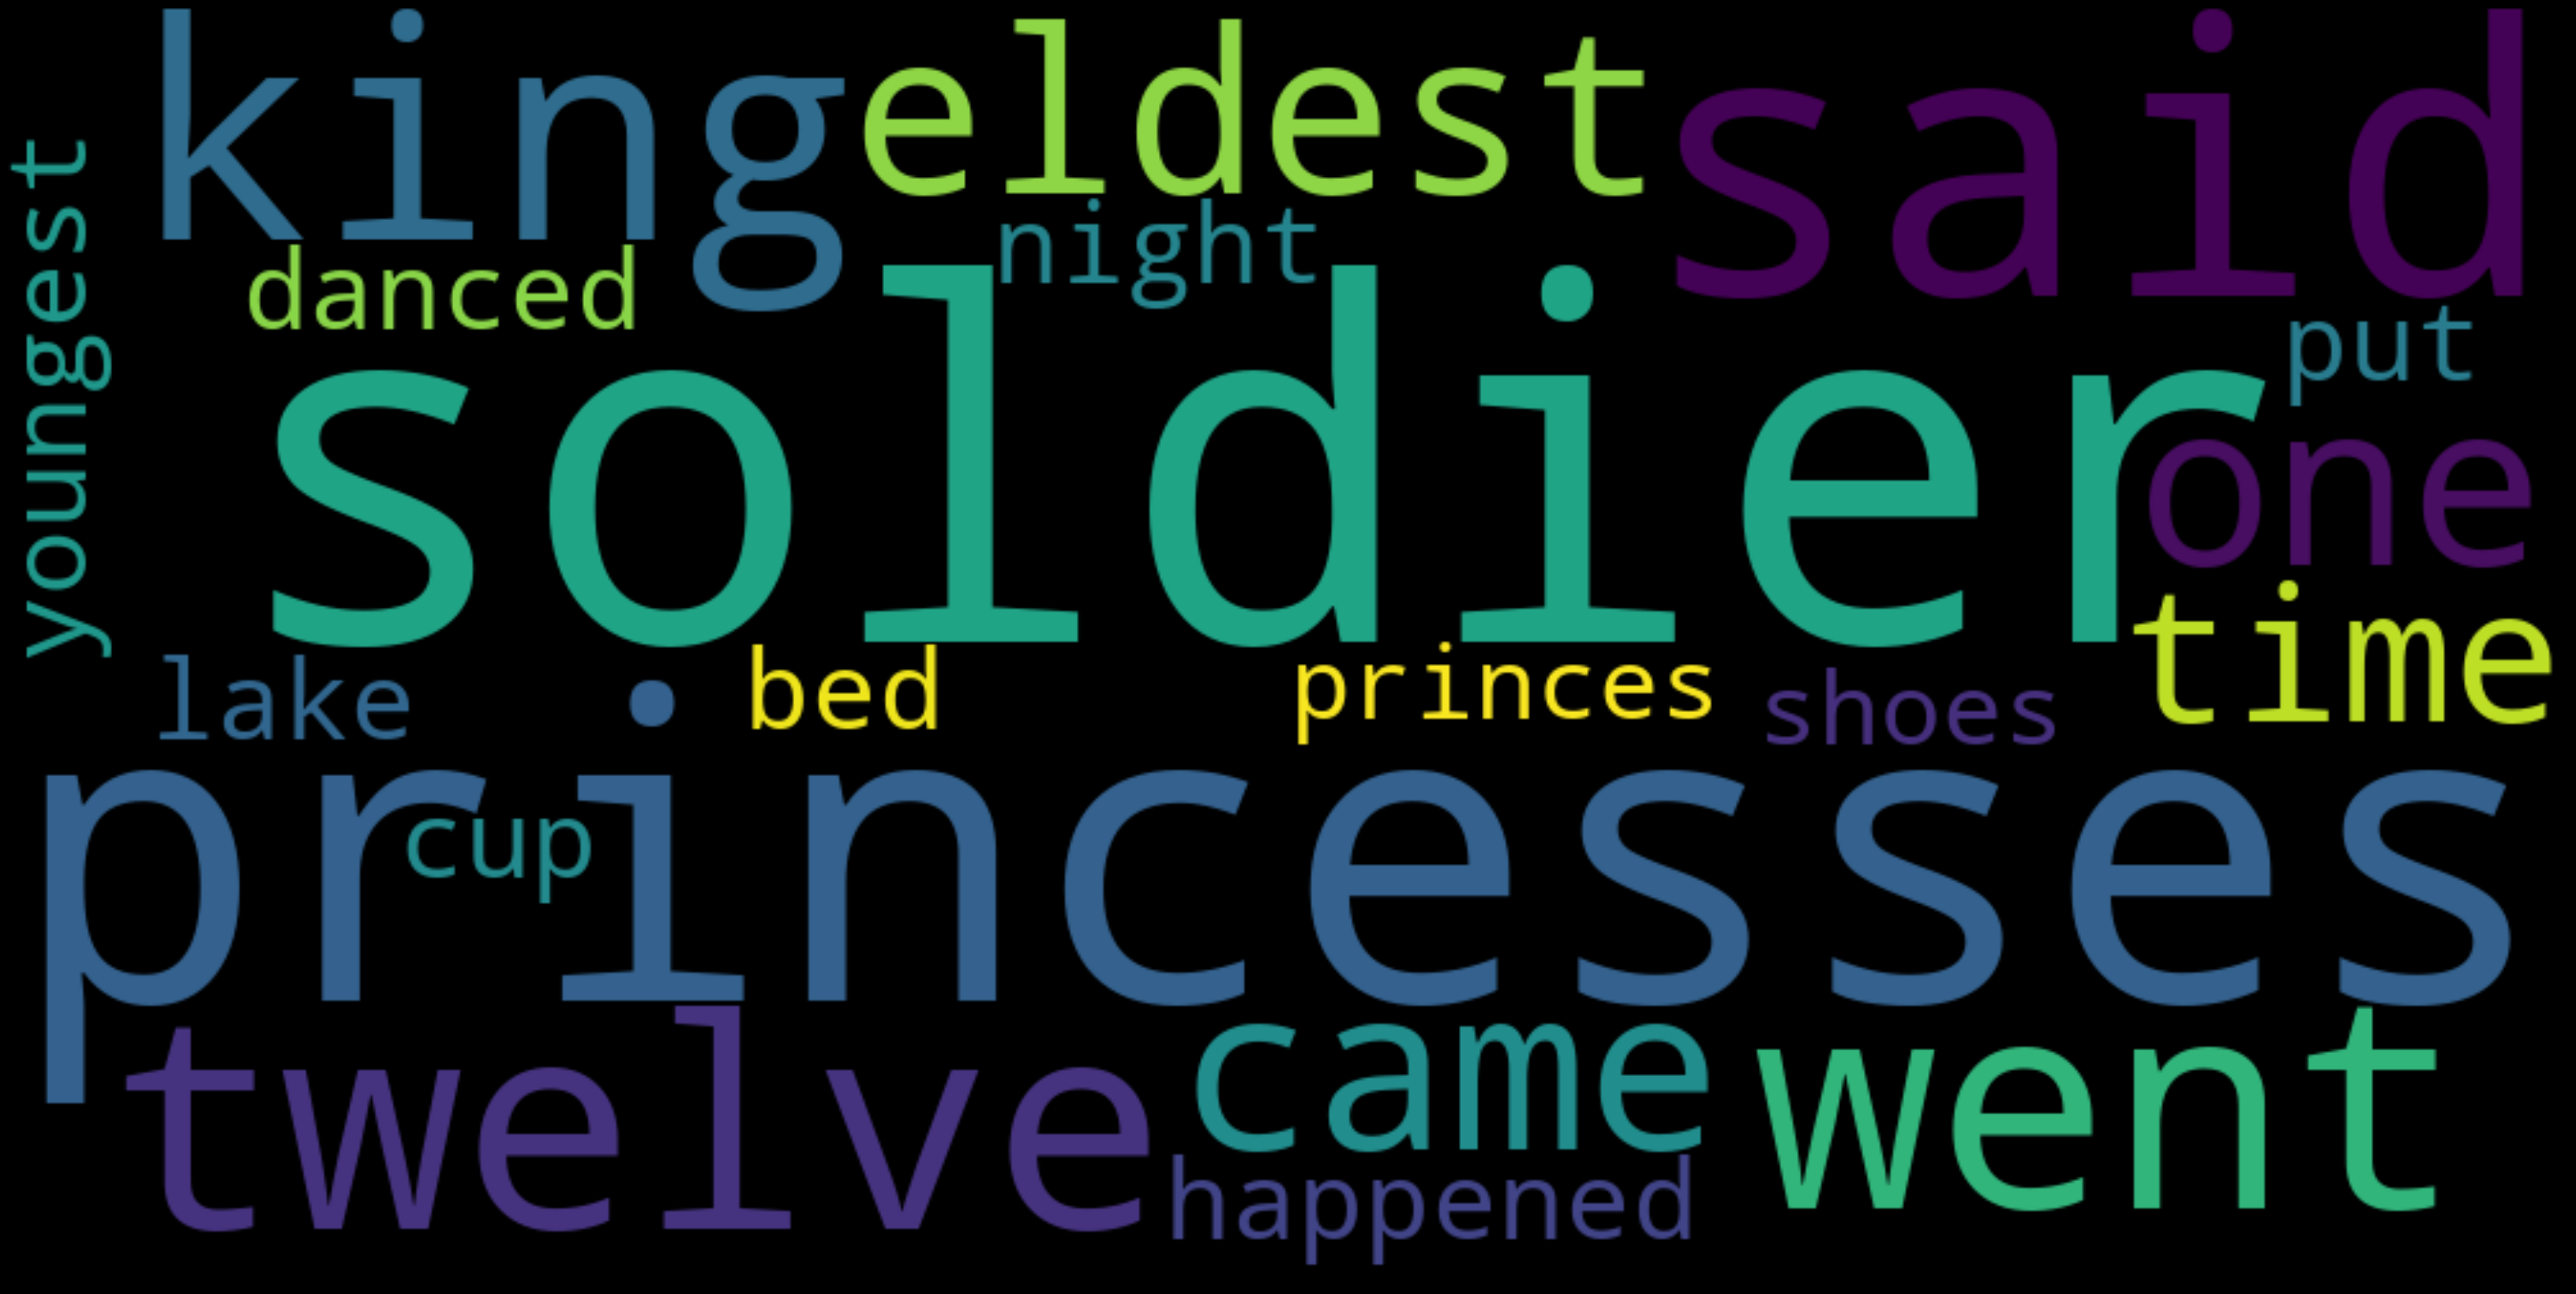 king eldest said
youngest
danced
night
put
soldier
one
time
lake
bed
princes
shoes
princesses
cup
twelve
came
went
happened